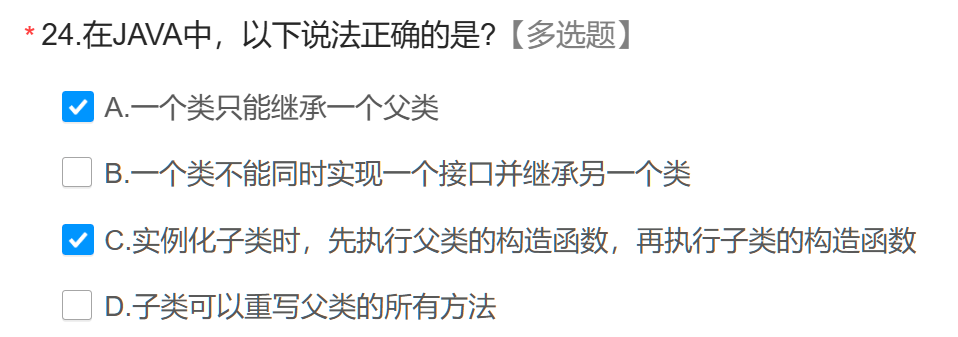 * 24.在JAVA中，以下说法正确的是?【多选题】
A.一个类只能继承一个父类
B.一个类不能同时实现一个接口并继承另一个类
C.实例化子类时，先执行父类的构造函数，再执行子类的构造函数
D.子类可以重写父类的所有方法